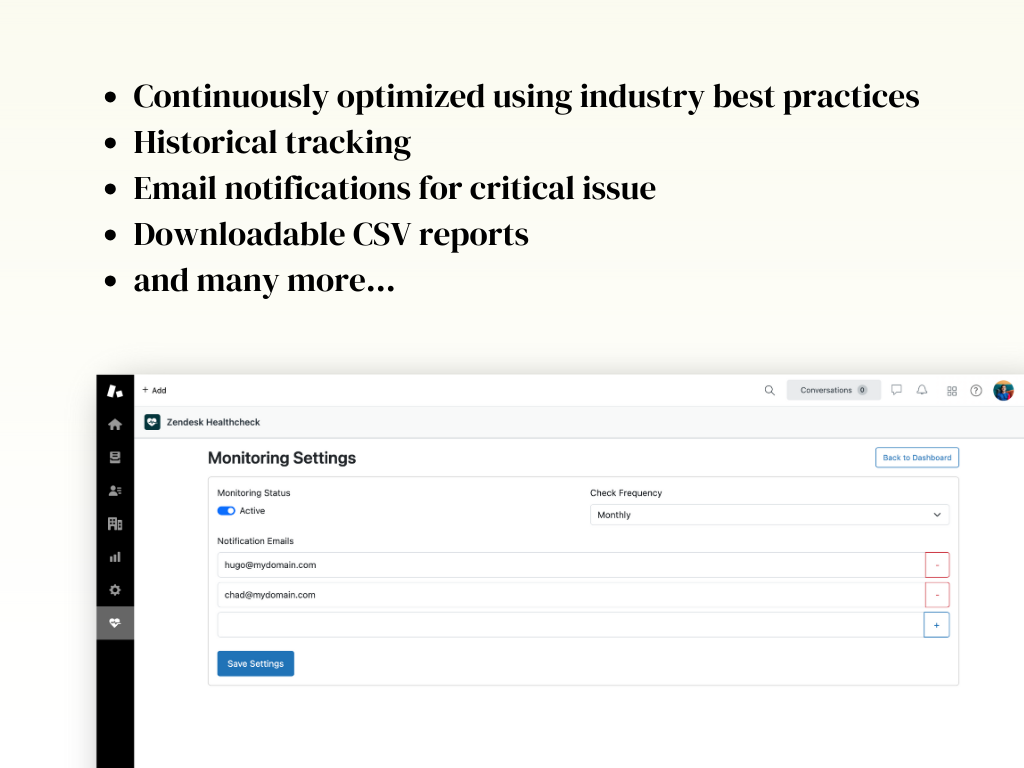 • Continuously optimized using industry best practices
• Historical tracking
• Email notifications for critical issue
• Downloadable CSV reports
• and many more...
+ Add
Conversations 0
Zendesk Healthcheck
Monitoring Settings
Back to Dashboard
Monitoring Status
Check Frequency
Active
Monthly
Notification Emails
hugo@mydomain.com
-
chad@mydomain.com
-
+
Save Settings